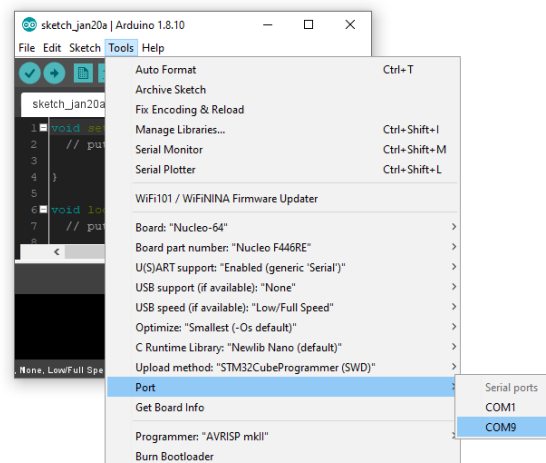 sketch_jan20a | Arduino 1.8.10
File Edit Sketch Tools Help
sketch_jan20a
1 void se
2 // pu
3
4 }
5
6 void lo
7 // pu
8
Auto Format Ctrl+T
Archive Sketch
Fix Encoding & Reload
Manage Libraries... Ctrl+Shift+I
Serial Monitor Ctrl+Shift+M
Serial Plotter Ctrl+Shift+L
WiFi101 / WiFiNINA Firmware Updater
Board: "Nucleo-64"
Board part number: "Nucleo F446RE"
U(S)ART support: "Enabled (generic 'Serial')"
USB support (if available): "None"
USB speed (if available): "Low/Full Speed"
Optimize: "Smallest (-Os default)"
C Runtime Library: "Newlib Nano (default)"
Upload method: "STM32CubeProgrammer (SWD)"
Port
Serial ports
COM1
COM9
Get Board Info
Programmer: "AVRISP mkII"
Burn Bootloader
, None, Low/Full Spe